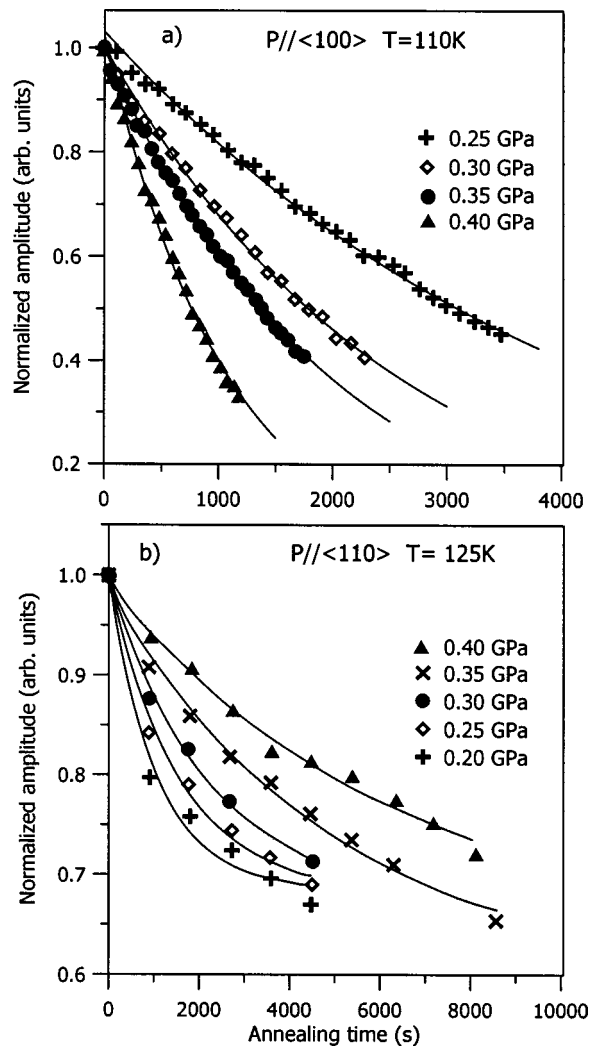 a) P//<100> T=110K
1.0
0.8
0.6
0.4
0.2
Normalized amplitude (arb. units)
0.25 GPa
0.30 GPa
0.35 GPa
0.40 GPa
0 1000 2000 3000 4000
b) P//<110> T= 125K
1.0
0.9
0.8
0.7
0.6
Normalized amplitude (arb. units)
0.40 GPa
0.35 GPa
0.30 GPa
0.25 GPa
0.20 GPa
0 2000 4000 6000 8000 10000
Annealing time (s)